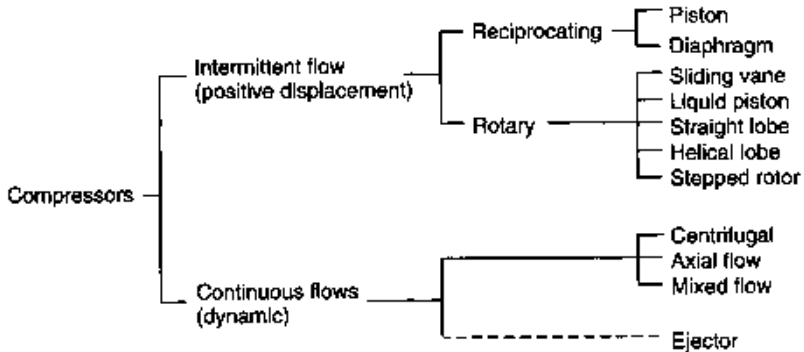 Compressors
Intermittent flow
(positive displacement)
Reciprocating
Piston
Diaphragm
Rotary
Sliding vane
Liquid piston
Straight lobe
Helical lobe
Stepped rotor
Continuous flows
(dynamic)
Centrifugal
Axial flow
Mixed flow
Ejector